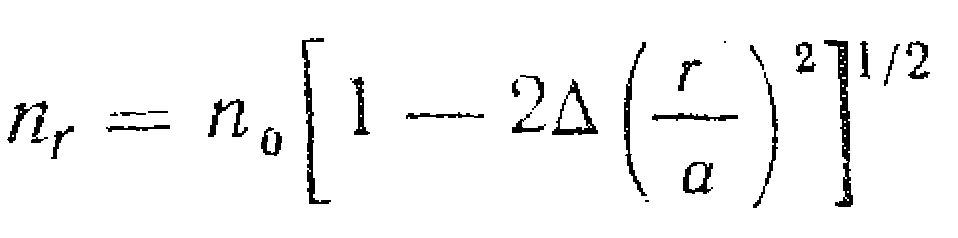 n_r = n_0 [ 1 - 2Δ ( r / a )^2 ]^{1/2}